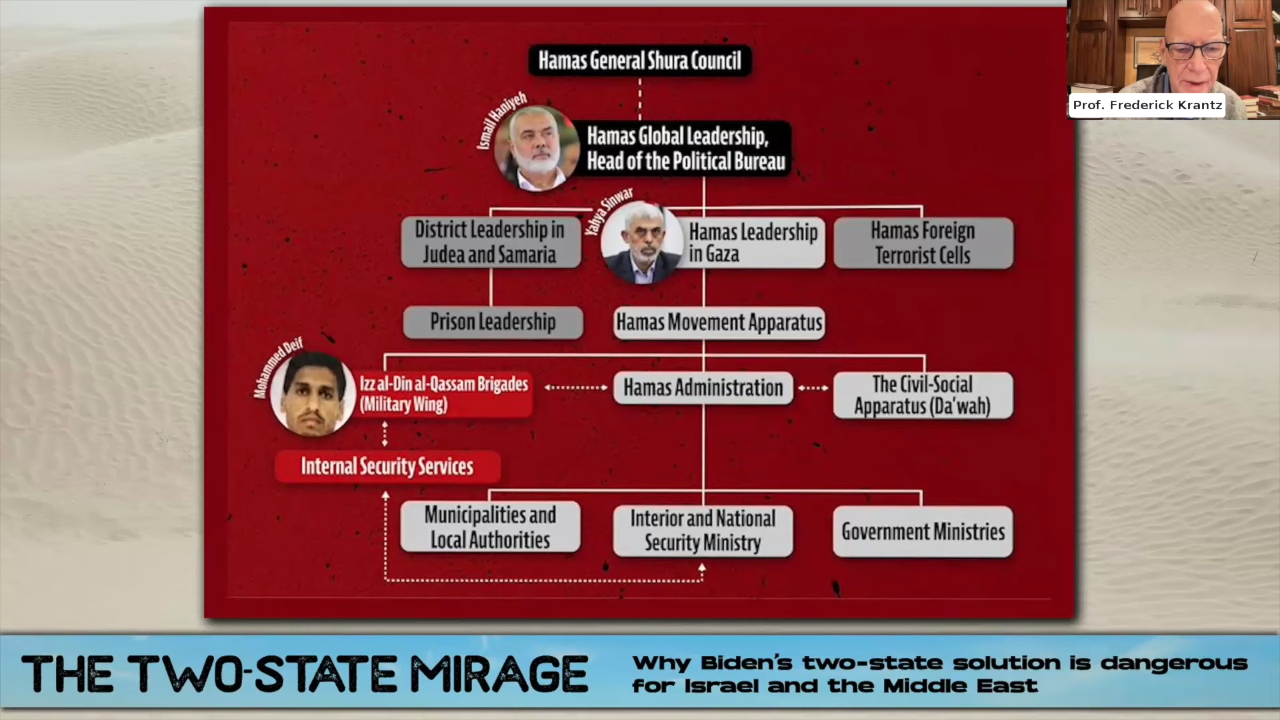 Prof. Frederick Krantz
Hamas General Shura Council
Ismail Haniyeh
Hamas Global Leadership,
Head of the Political Bureau
District Leadership in
Judea and Samaria
Yahya Sinwar
Hamas Leadership
in Gaza
Hamas Foreign
Terrorist Cells
Prison Leadership
Hamas Movement Apparatus
Mohammed Deif
Izz al-Din al-Qassam Brigades
(Military Wing)
Hamas Administration
The Civil-Social
Apparatus (Da'wah)
Internal Security Services
Municipalities and
Local Authorities
Interior and National
Security Ministry
Government Ministries
THE TWO-STATE MIRAGE
Why Biden's two-state solution is dangerous
for Israel and the Middle East